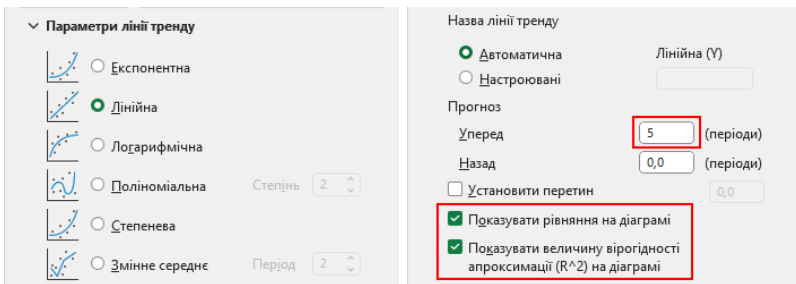 Параметри лінії тренду
Експонентна
Лінійна
Логарифмічна
Поліноміальна Степінь 2
Степенева
Змінне середнє Період 2
Назва лінії тренду
Автоматична Лінійна (Y)
Настроювані
Прогноз
Уперед 5 (періоди)
Назад 0,0 (періоди)
Установити перетин 0,0
Показувати рівняння на діаграмі
Показувати величину вірогідності
апроксимації (R^2) на діаграмі